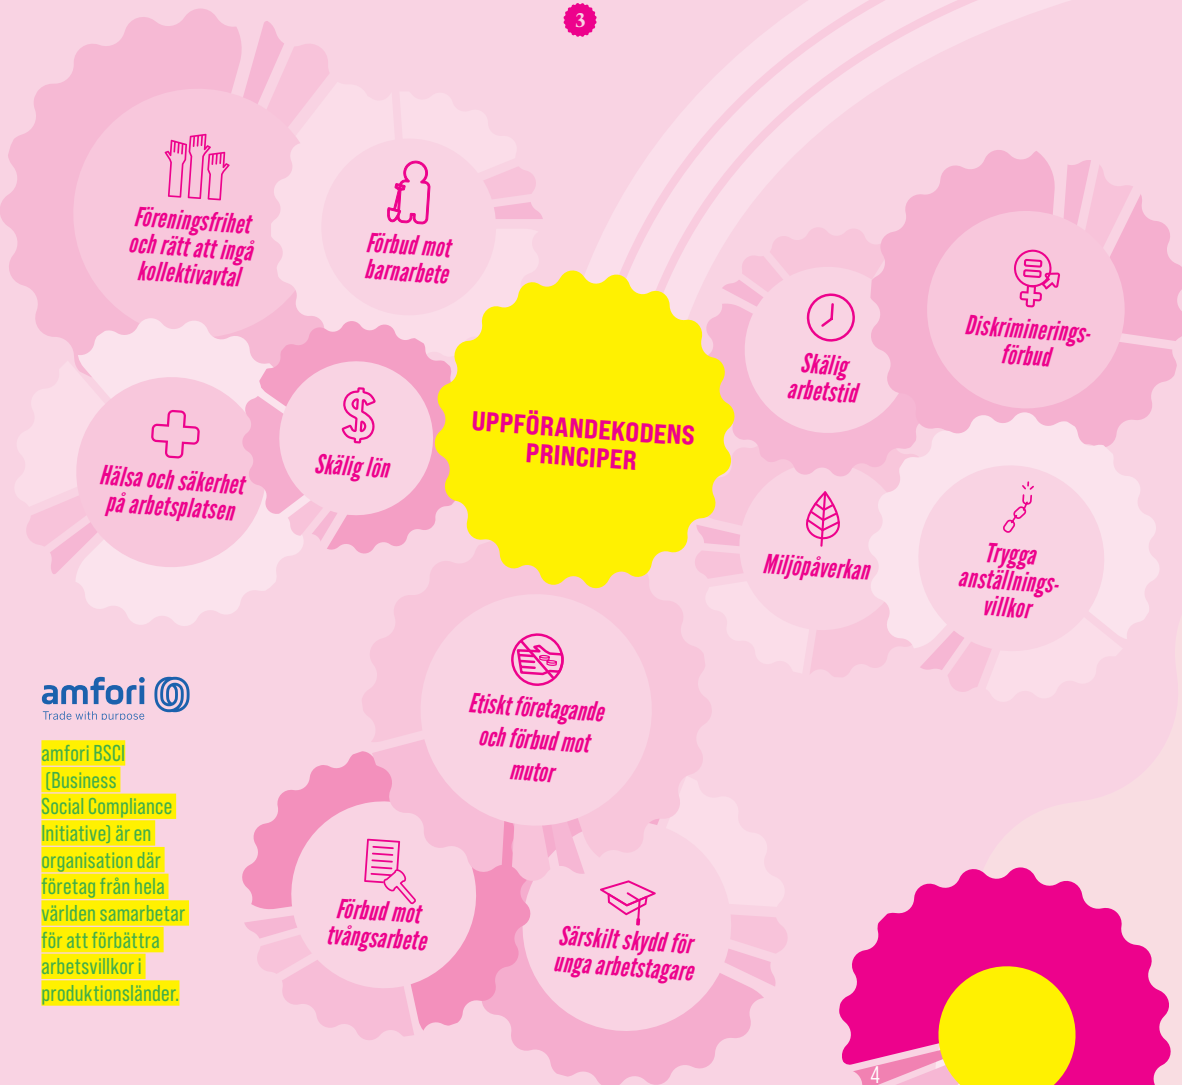 3
Föreningsfrihet
och rätt att ingå
kollektivavtal
Förbud mot
barnarbete
Skälig
arbetstid
Diskriminerings-
förbud
Hälsa och säkerhet
på arbetsplatsen
$
Skälig lön
UPPFÖRANDEKODENS
PRINCIPER
Miljöpåverkan
Trygga
anställnings-
villkor
Etiskt företagande
och förbud mot
mutor
Förbud mot
tvångsarbete
Särskilt skydd för
unga arbetstagare
amfori
Trade with purpose
amfori BSCI
(Business
Social Compliance
Initiative) är en
organisation där
företag från hela
världen samarbetar
för att förbättra
arbetsvillkor i
produktionsländer.
4